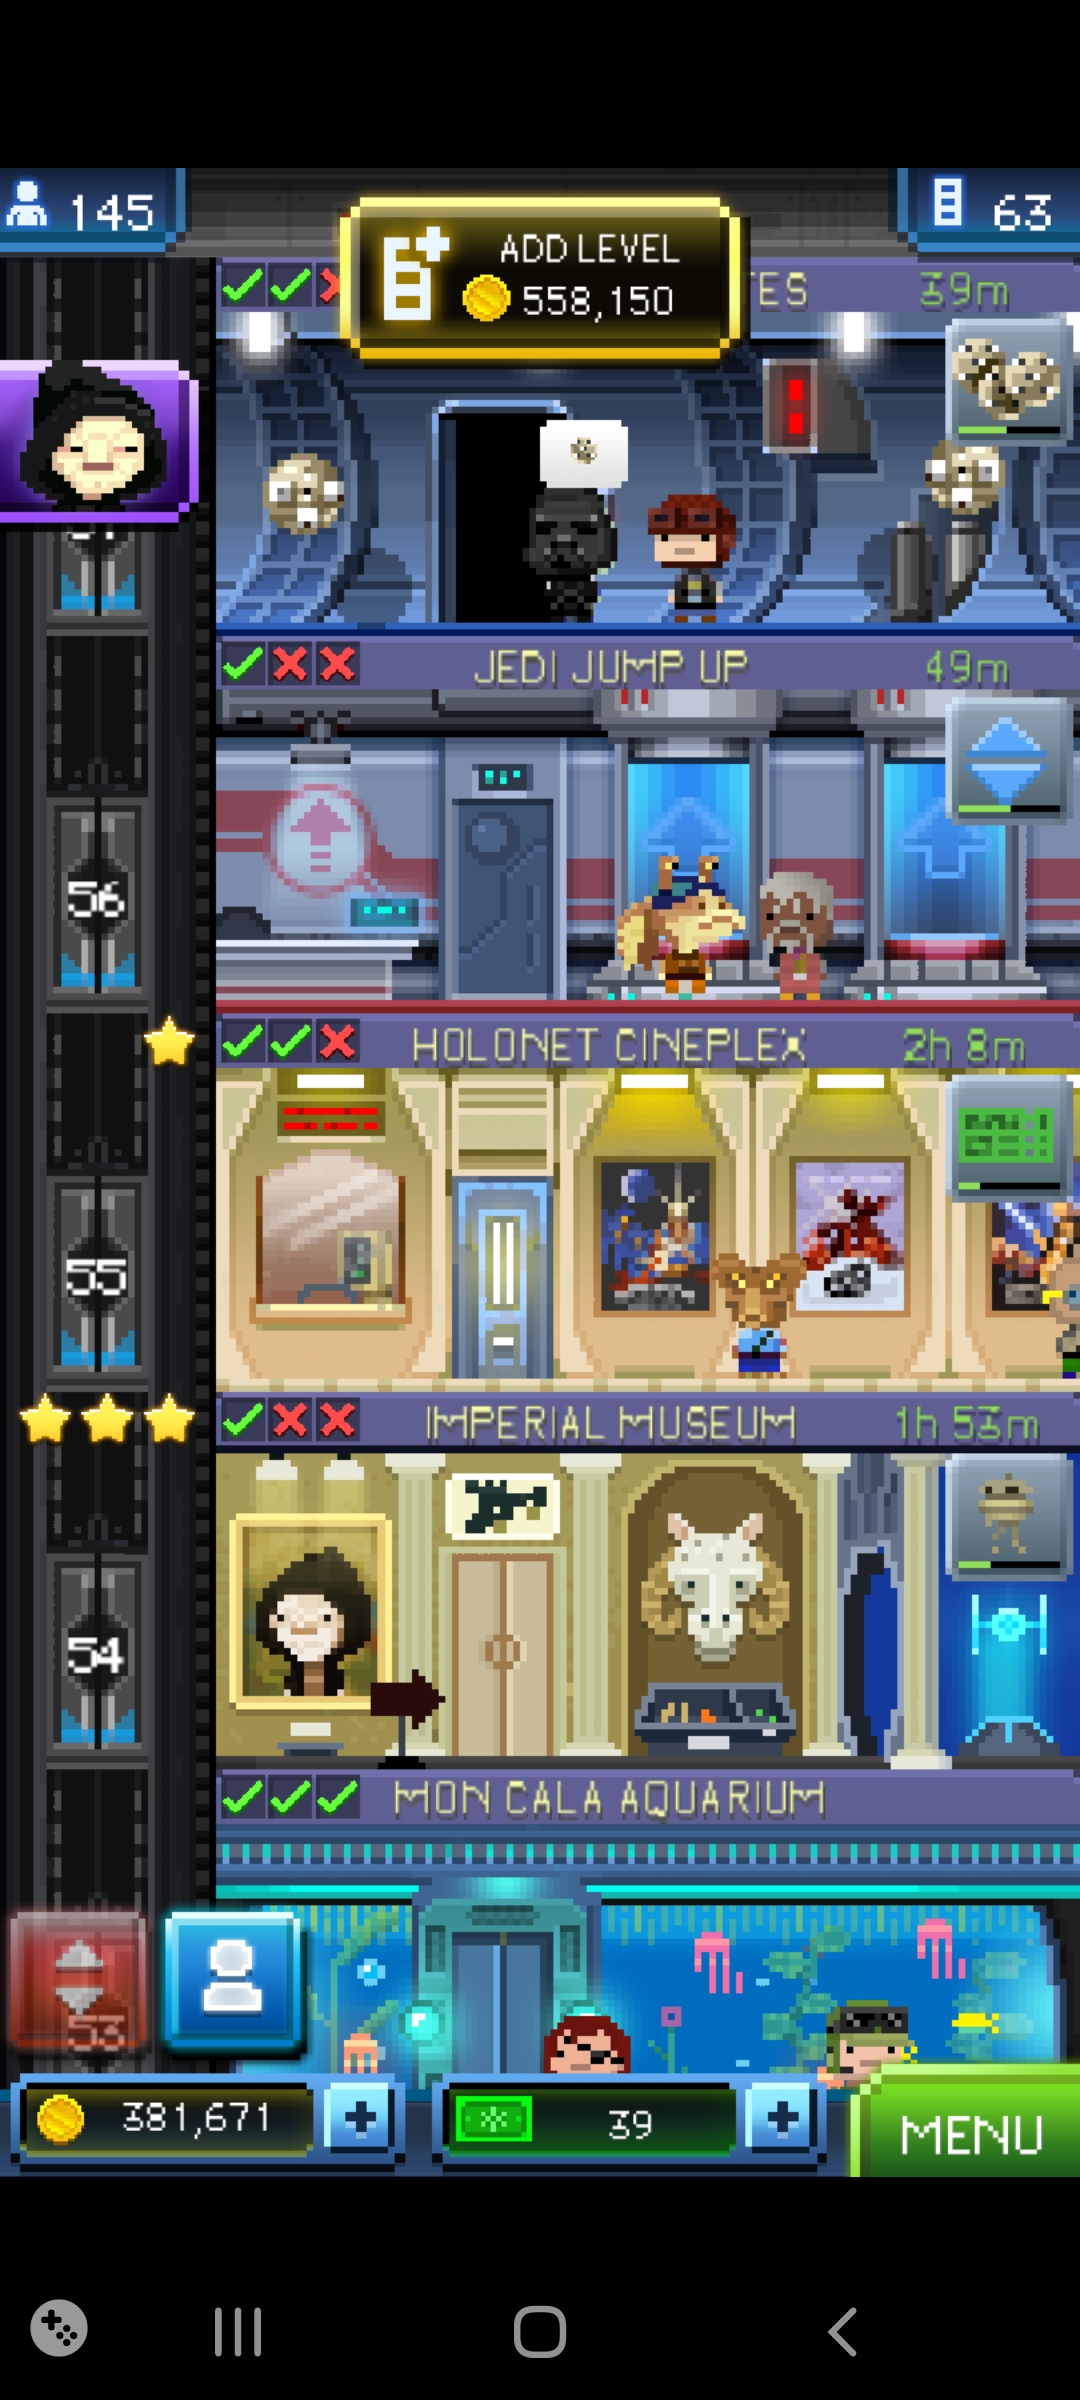 145
ADD LEVEL
63
558,150
TES
39m
JEDI JUMP UP
49m
56
HOLONET CINEPLEX
2h 8m
55
IMPERIAL MUSEUM
1h 53m
54
MON CALA AQUARIUM
53
381,671
39
MENU